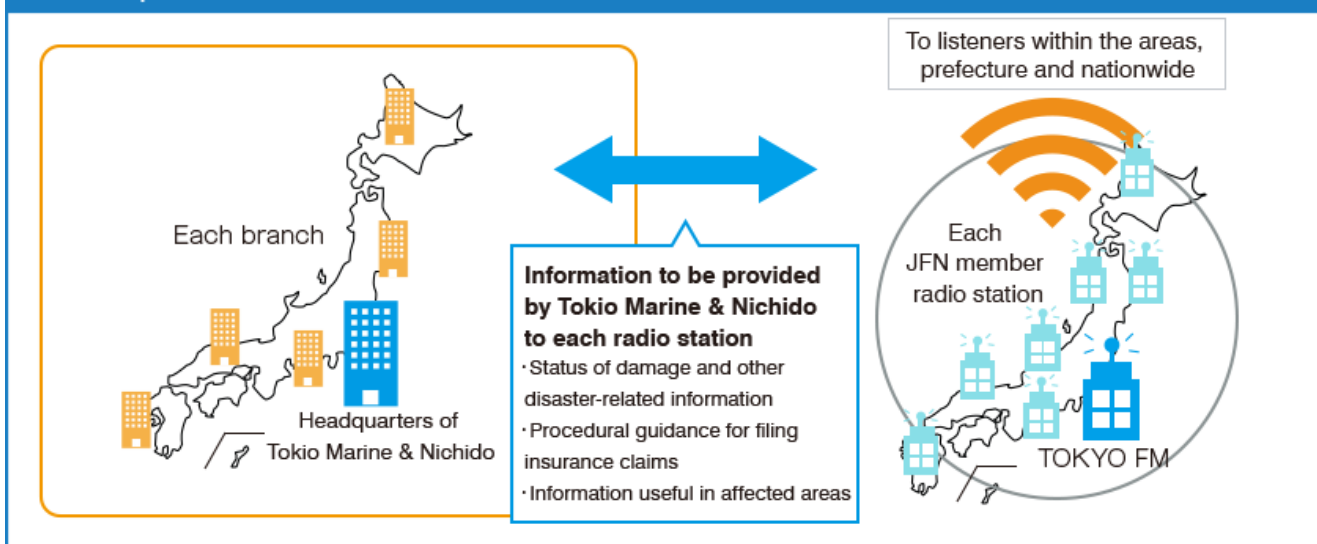 To listeners within the areas,
prefecture and nationwide
Each branch
Headquarters of
Tokio Marine & Nichido
Information to be provided
by Tokio Marine & Nichido
to each radio station
·Status of damage and other
disaster-related information
·Procedural guidance for filing
insurance claims
·Information useful in affected areas
Each
JFN member
radio station
TOKYO FM